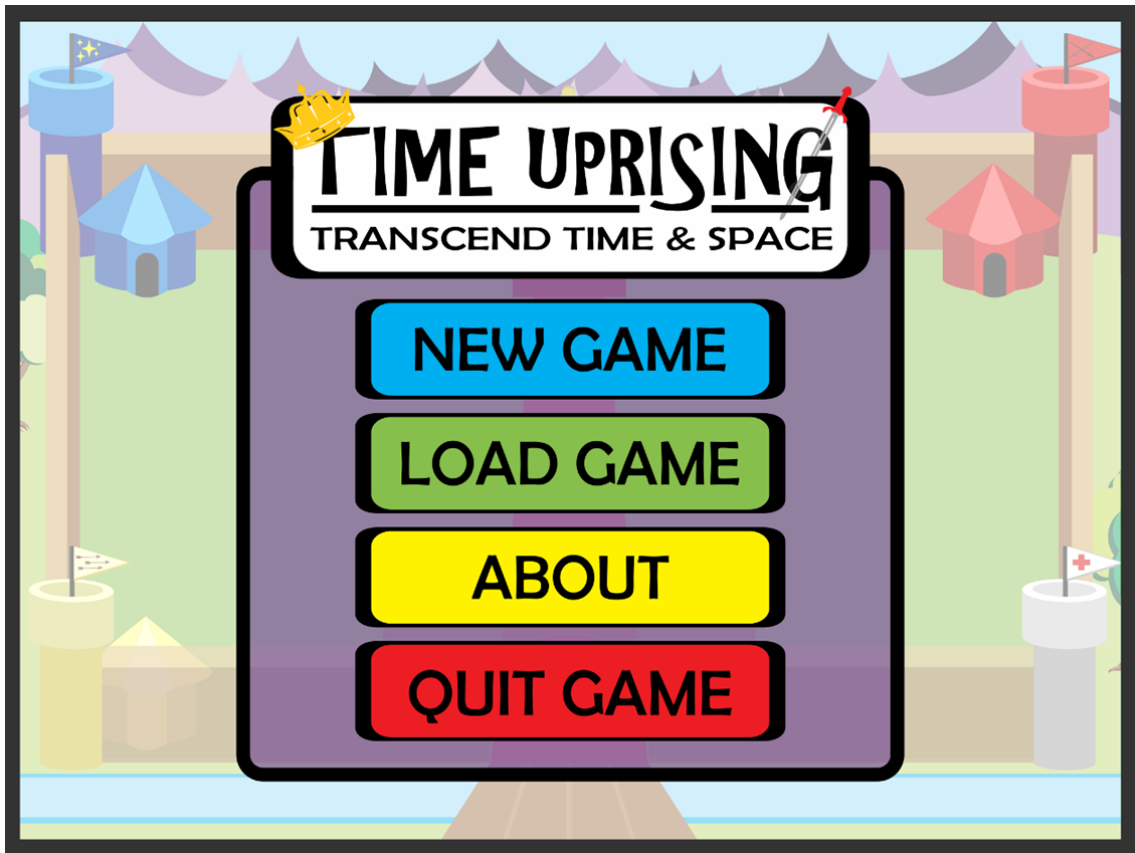 TIME UPRISING
TRANSCEND TIME & SPACE
NEW GAME
LOAD GAME
ABOUT
QUIT GAME